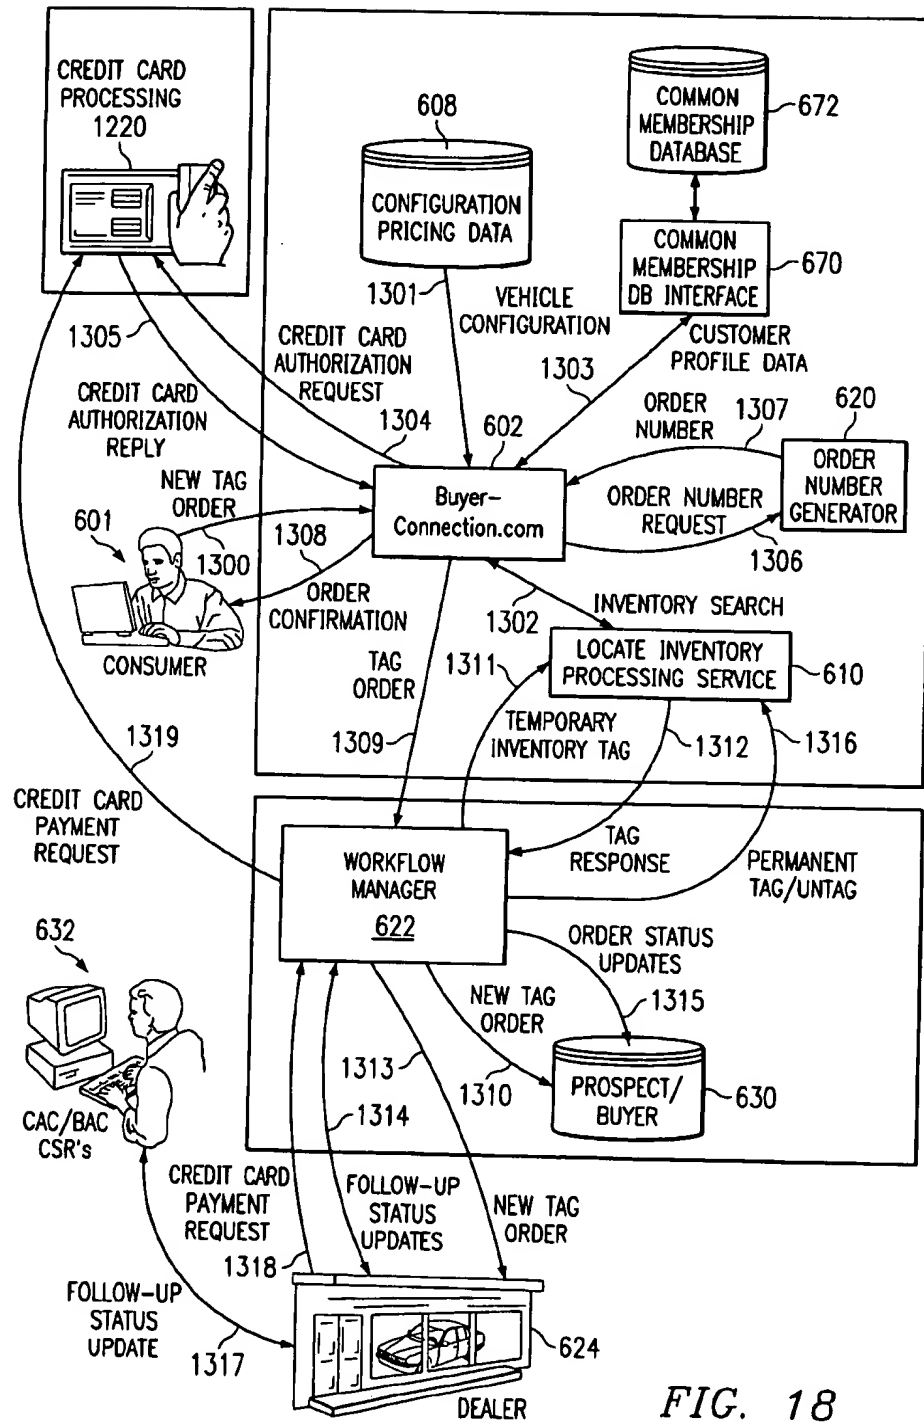 CREDIT CARD
PROCESSING
1220
608
CONFIGURATION
PRICING DATA
COMMON
MEMBERSHIP
DATABASE
672
COMMON
MEMBERSHIP
DB INTERFACE
670
1301
VEHICLE
CONFIGURATION
CUSTOMER
PROFILE DATA
1303
1305
CREDIT CARD
AUTHORIZATION
REQUEST
1304
CREDIT CARD
AUTHORIZATION
REPLY
602
Buyer-
Connection.com
ORDER
NUMBER
1307
620
ORDER
NUMBER
GENERATOR
ORDER NUMBER
REQUEST
1306
NEW TAG
ORDER
601
1300
1308
ORDER
CONFIRMATION
CONSUMER
1302
INVENTORY SEARCH
LOCATE INVENTORY
PROCESSING SERVICE
610
TAG
ORDER
1309
1311
TEMPORARY
INVENTORY TAG
1312
1316
1319
CREDIT CARD
PAYMENT
REQUEST
WORKFLOW
MANAGER
622
TAG
RESPONSE
PERMANENT
TAG/UNTAG
ORDER STATUS
UPDATES
1315
NEW TAG
ORDER
1310
PROSPECT/
BUYER
630
632
CAC/BAC
CSR's
1313
1314
CREDIT CARD
PAYMENT
REQUEST
1318
FOLLOW-UP
STATUS
UPDATES
NEW TAG
ORDER
FOLLOW-UP
STATUS
UPDATE
1317
624
DEALER
FIG. 18